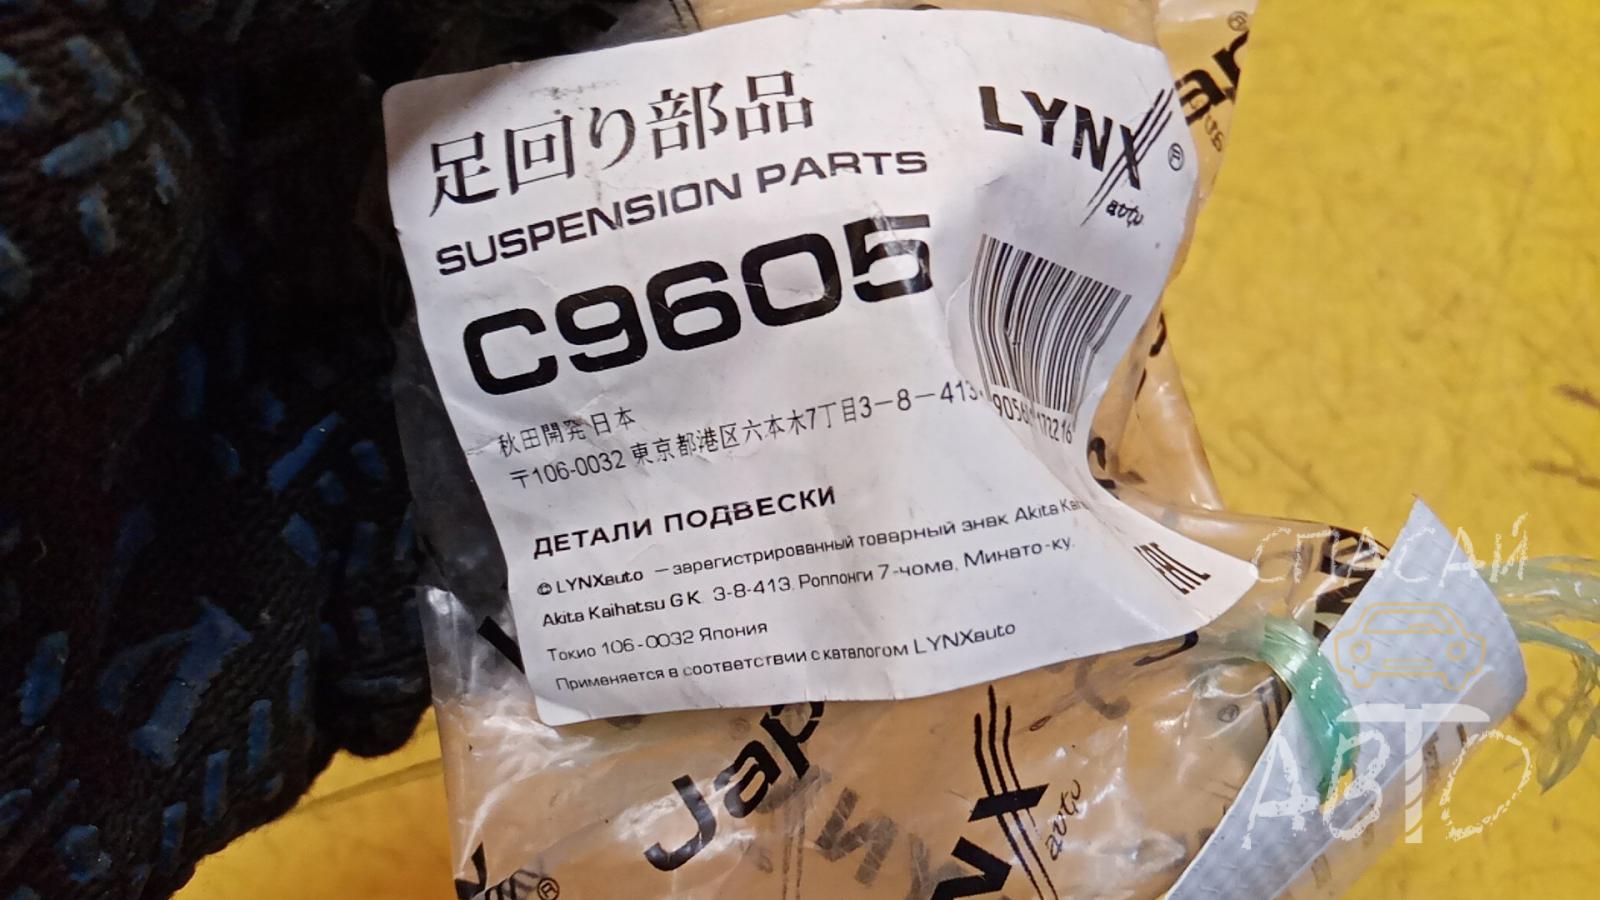 足回り部品
SUSPENSION PARTS
C9605
LYNX
®
auto
秋田開発日本
〒106-0032 東京都港区六本木7丁目3-8-413
ДЕТАЛИ ПОДВЕСКИ
© LYNXauto – зарегистрированный товарный знак Akita
Akita Kaihatsu G K. 3-8-413, Роппонги 7-чоме, Минато-ку.
Токио 106-0032 Япония
Применяется в соответствии с каталогом LYNXauto
EAC
Jap
auto
®
СПАСАЙ
АВТО